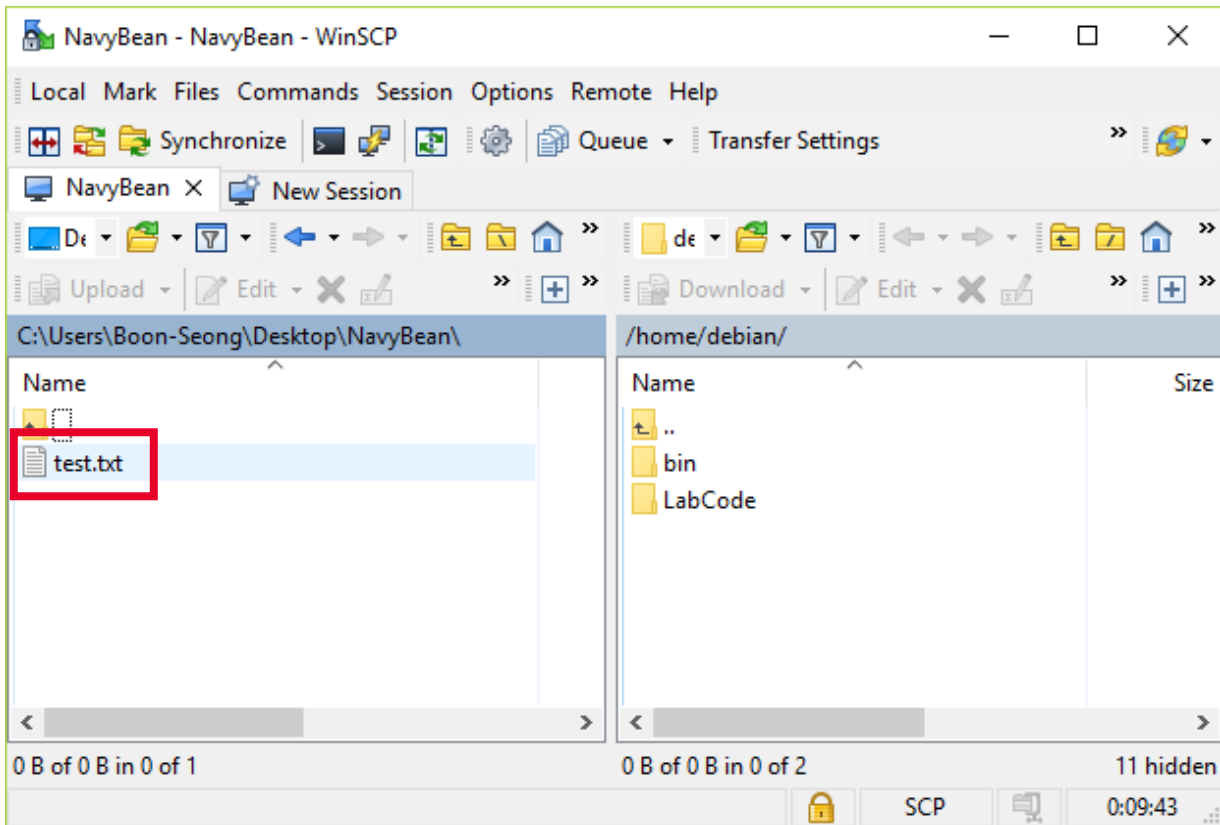 NavyBean - NavyBean - WinSCP
Local Mark Files Commands Session Options Remote Help
Synchronize Queue Transfer Settings »
NavyBean New Session
De » de »
Upload Edit » » Download Edit » »
C:\Users\Boon-Seong\Desktop\NavyBean\ /home/debian/
Name Name Size
..
test.txt bin
LabCode
0 B of 0 B in 0 of 1 0 B of 0 B in 0 of 2 11 hidden
SCP 0:09:43